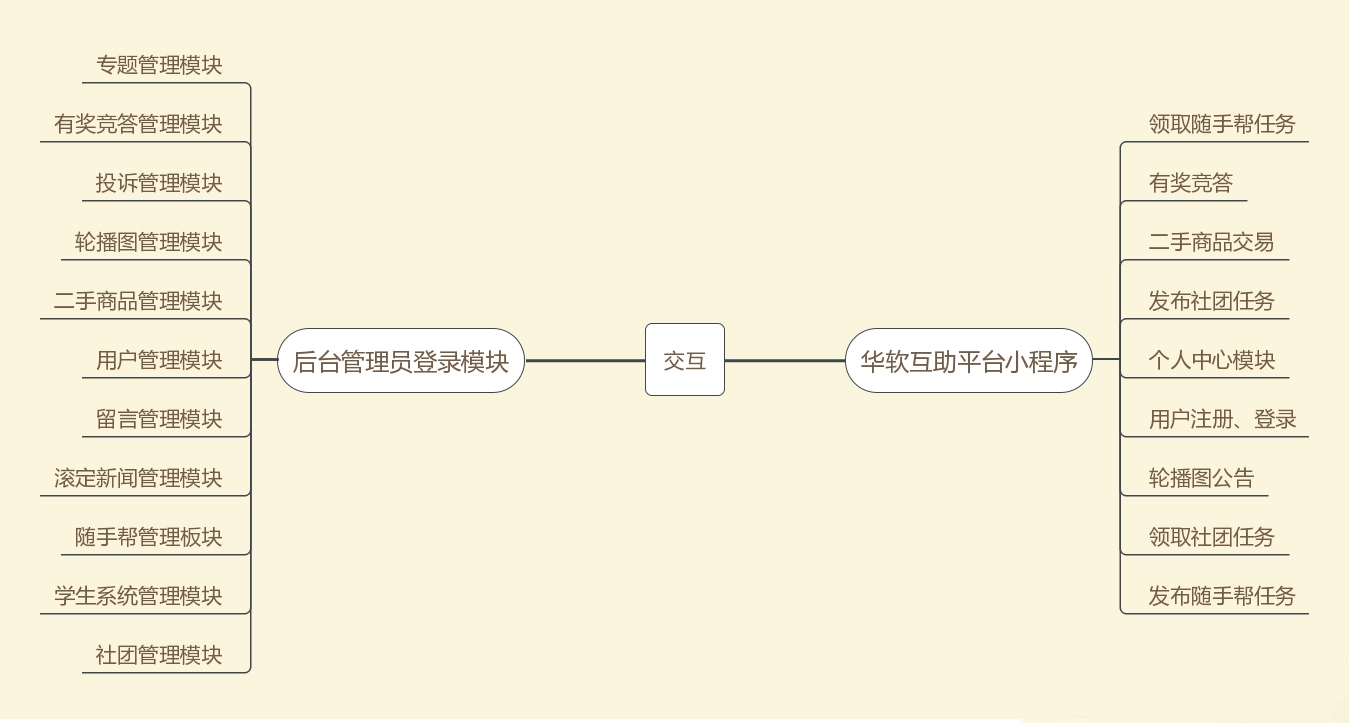 专题管理模块
有奖竞答管理模块
投诉管理模块
轮播图管理模块
二手商品管理模块
用户管理模块
留言管理模块
滚定新闻管理模块
随手帮管理板块
学生系统管理模块
社团管理模块
后台管理员登录模块
交互
华软互助平台小程序
领取随手帮任务
有奖竞答
二手商品交易
发布社团任务
个人中心模块
用户注册、登录
轮播图公告
领取社团任务
发布随手帮任务